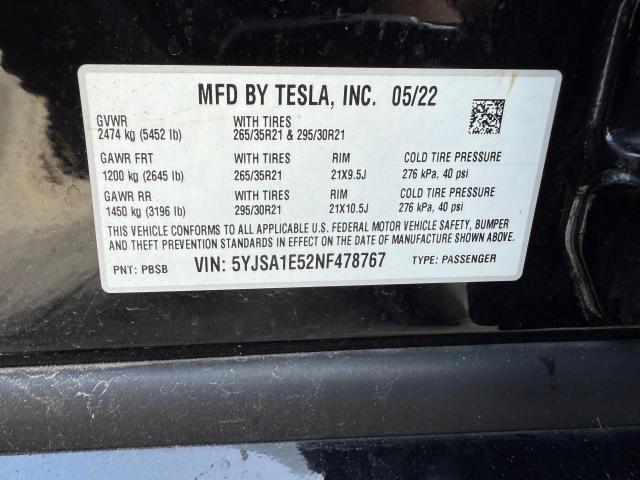 MFD BY TESLA, INC. 05/22
GVWR WITH TIRES
2474 kg (5452 lb) 265/35R21 & 295/30R21
GAWR FRT WITH TIRES RIM COLD TIRE PRESSURE
1200 kg (2645 lb) 265/35R21 21X9.5J 276 kPa, 40 psi
GAWR RR WITH TIRES RIM COLD TIRE PRESSURE
1450 kg (3196 lb) 295/30R21 21X10.5J 276 kPa, 40 psi
THIS VEHICLE CONFORMS TO ALL APPLICABLE U.S. FEDERAL MOTOR VEHICLE SAFETY, BUMPER
AND THEFT PREVENTION STANDARDS IN EFFECT ON THE DATE OF MANUFACTURE SHOWN ABOVE.
PNT: PBSB VIN: 5YJSA1E52NF478767 TYPE: PASSENGER